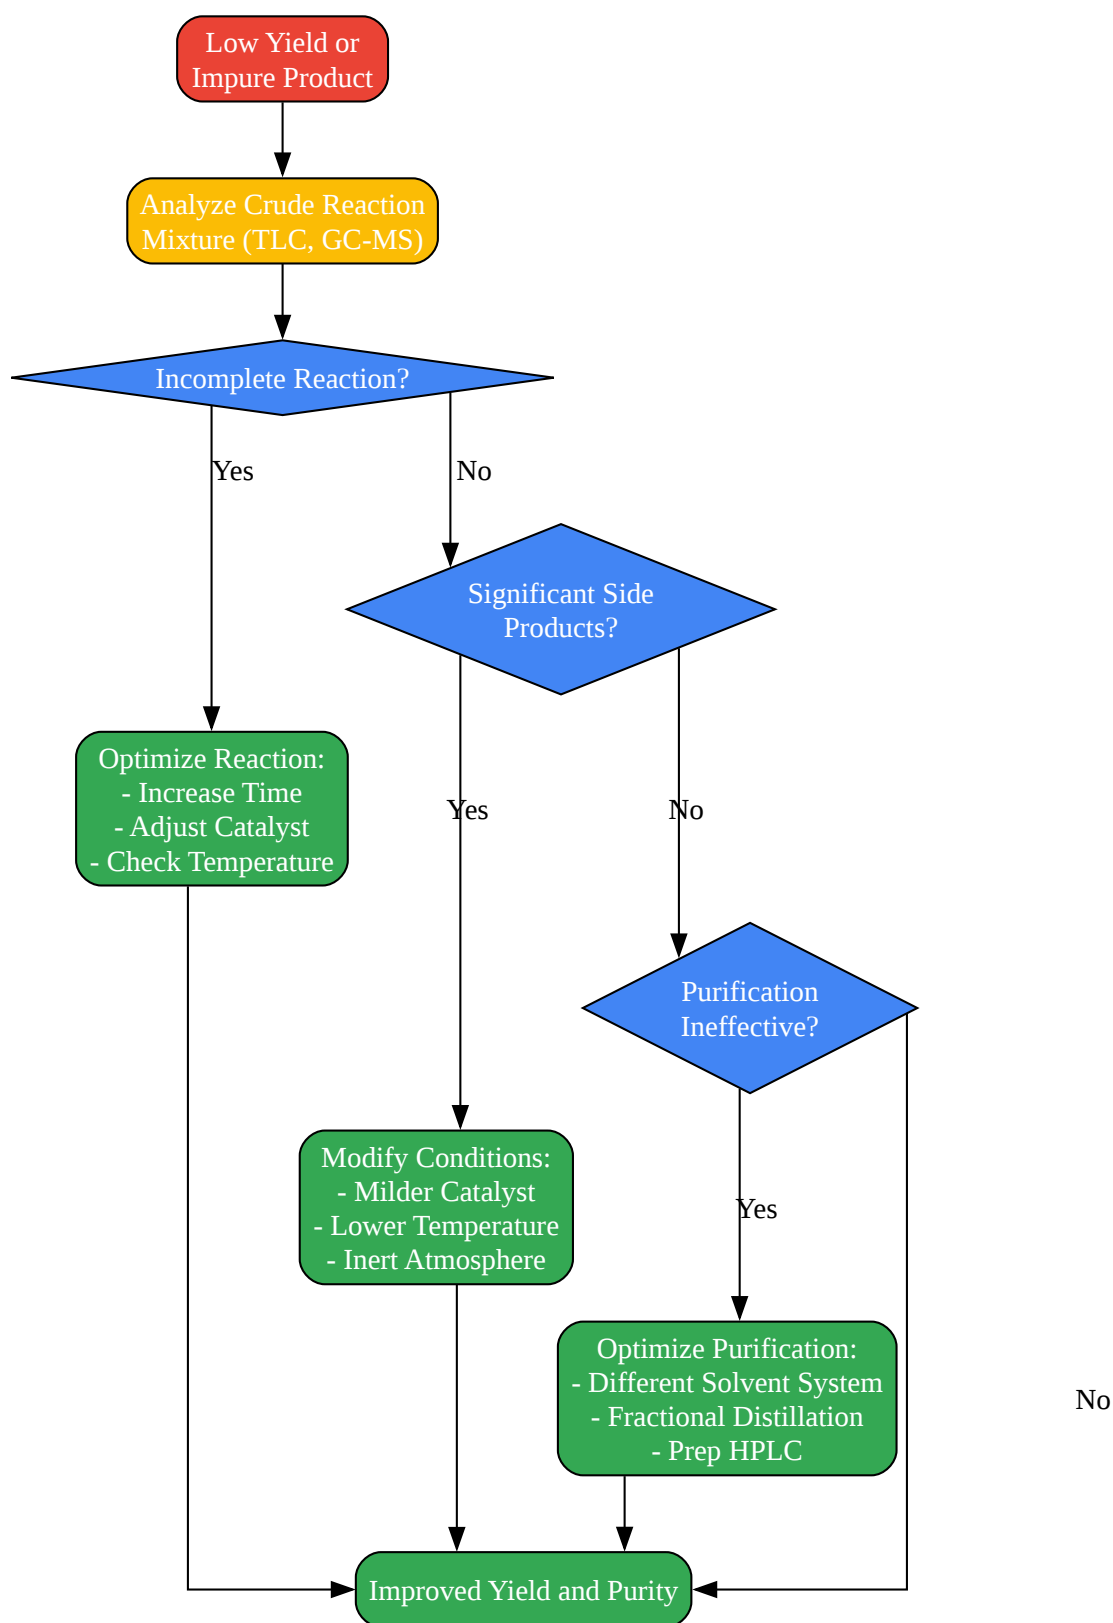 Low Yield or
Impure Product
Analyze Crude Reaction
Mixture (TLC, GC-MS)
Incomplete Reaction?
Yes
No
Significant Side
Products?
Optimize Reaction:
- Increase Time
- Adjust Catalyst
- Check Temperature
Yes
No
Purification
Ineffective?
Modify Conditions:
- Milder Catalyst
- Lower Temperature
- Inert Atmosphere
Yes
Optimize Purification:
- Different Solvent System
- Fractional Distillation
- Prep HPLC
No
Improved Yield and Purity